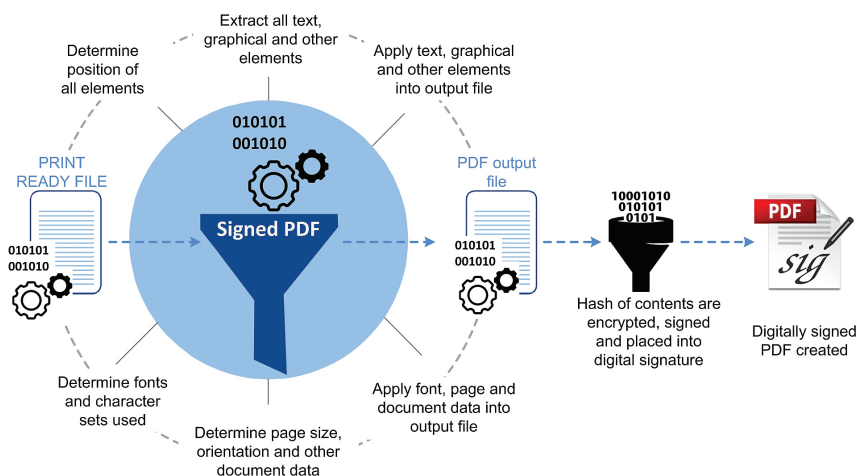 Extract all text,
graphical and other
elements
Determine
position of
all elements
Apply text, graphical
and other elements
into output file
PRINT
READY FILE
010101
001010
010101
001010
Signed PDF
PDF output
file
010101
001010
10001010
010101
0101
PDF
sig
Hash of contents are
encrypted, signed
and placed into
digital signature
Digitally signed
PDF created
Determine fonts
and character
sets used
Determine page size,
orientation and other
document data
Apply font, page and
document data into
output file